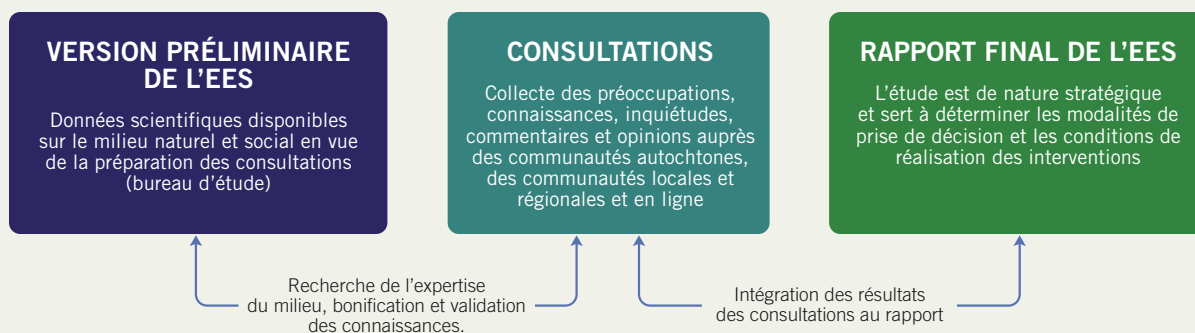 VERSION PRÉLIMINAIRE
DE L’EES
Données scientifiques disponibles
sur le milieu naturel et social en vue
de la préparation des consultations
(bureau d’étude)
CONSULTATIONS
Collecte des préoccupations,
connaissances, inquiétudes,
commentaires et opinions auprès
des communautés autochtones,
des communautés locales et
régionales et en ligne
RAPPORT FINAL DE L’EES
L’étude est de nature stratégique
et sert à déterminer les modalités de
prise de décision et les conditions de
réalisation des interventions
Recherche de l’expertise
du milieu, bonification et validation
des connaissances.
Intégration des résultats
des consultations au rapport